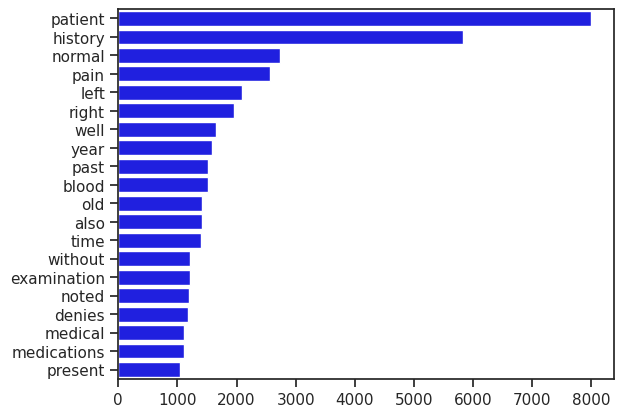 patient
history
normal
pain
left
right
well
year
past
blood
old
also
time
without
examination
noted
denies
medical
medications
present
0 1000 2000 3000 4000 5000 6000 7000 8000